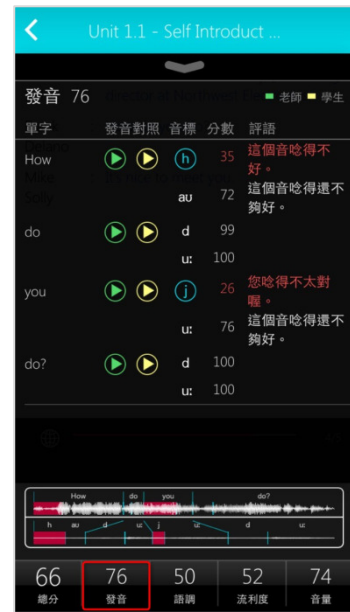 Unit 1.1 - Self Introduct ...
發音 76 老師 學生
單字 發音對照 音標 分數 評語
How h 35 這個音唸得不
好。
aʊ 72 這個音唸得還不
夠好。
do d 99
u: 100
you j 26 您唸得不太對
喔。
u: 76 這個音唸得還不
夠好。
do? d 100
u: 100
How do you do?
h aʊ d u: j u: d u:
66 76 50 52 74
總分 發音 語調 流利度 音量